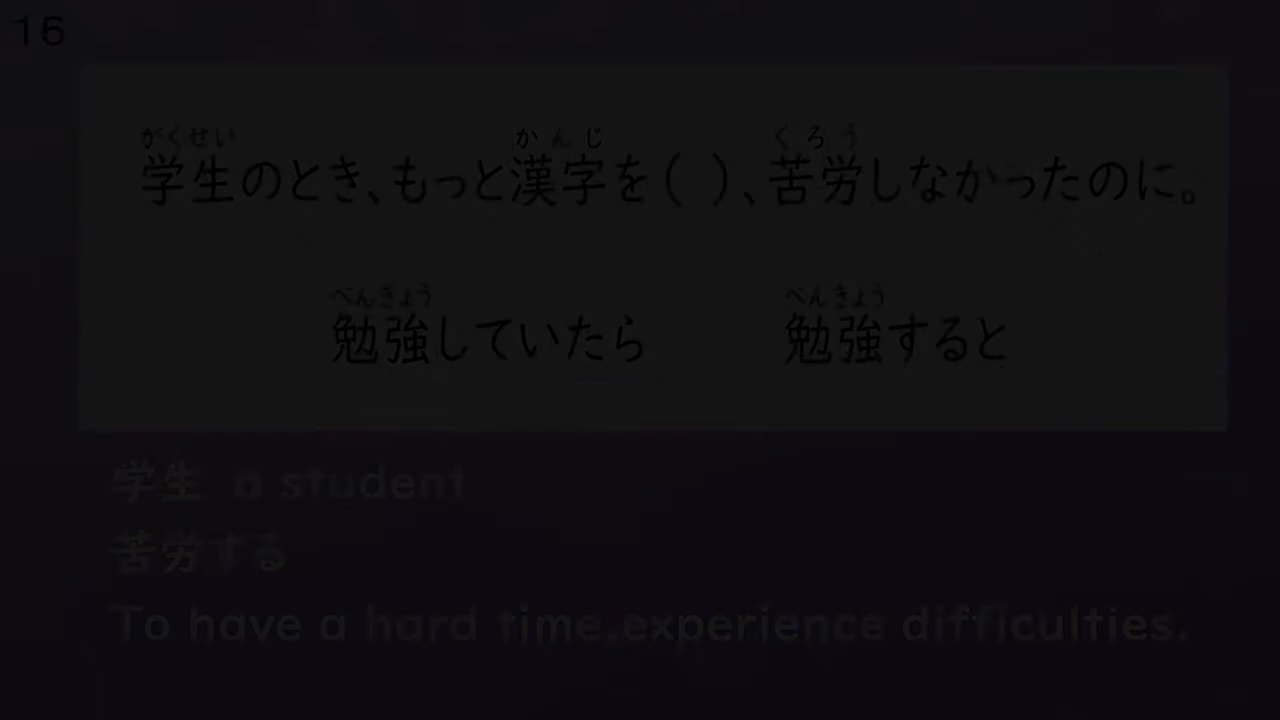 16
がくせい かんじ くろう
学生のとき、もっと漢字を( )、苦労しなかったのに。
べんきょう べんきょう
勉強していたら 勉強すると
学生 a student
苦労する
To have a hard time,experience difficulties.